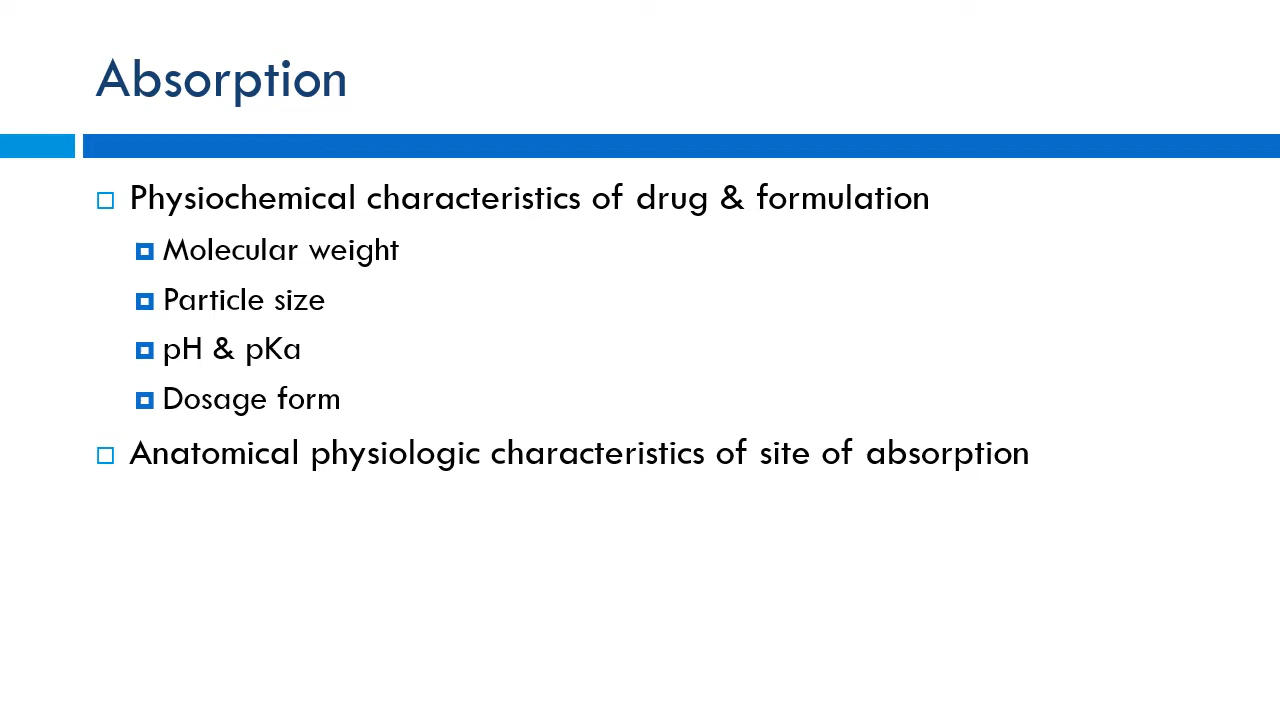 Absorption
Physiochemical characteristics of drug & formulation
Molecular weight
Particle size
pH & pKa
Dosage form
Anatomical physiologic characteristics of site of absorption